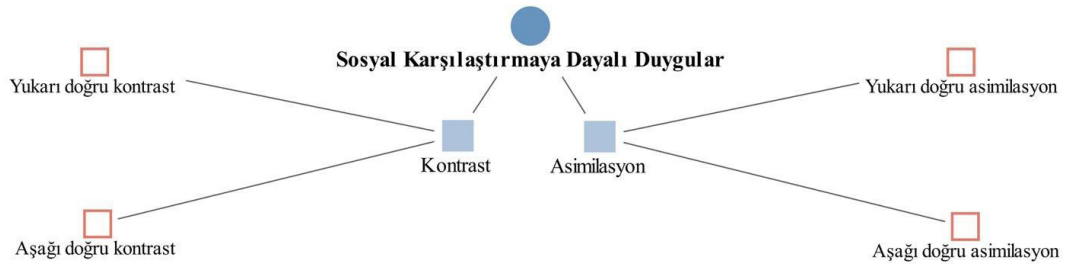 Sosyal Karşılaştırmaya Dayalı Duygular
Yukarı doğru kontrast
Yukarı doğru asimilasyon
Kontrast
Asimilasyon
Aşağı doğru kontrast
Aşağı doğru asimilasyon